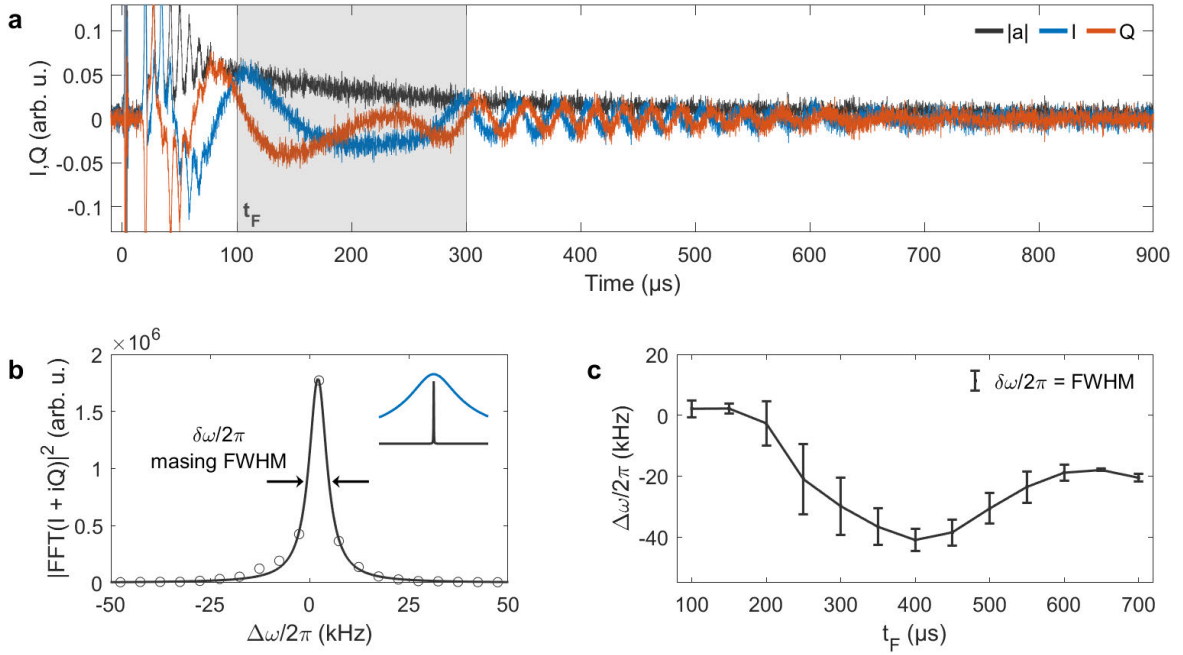 a
|a| I Q
I,Q (arb. u.)
0.1
0.05
0
-0.05
-0.1
t_F
0 100 200 300 400 500 600 700 800 900
Time (µs)
b
×10^6
|FFT(I + iQ)|^2 (arb. u.)
2
1.5
1
0.5
0
δω/2π
masing FWHM
-50 -25 0 25 50
Δω/2π (kHz)
c
Δω/2π (kHz)
20
0
-20
-40
δω/2π = FWHM
100 200 300 400 500 600 700
t_F (µs)